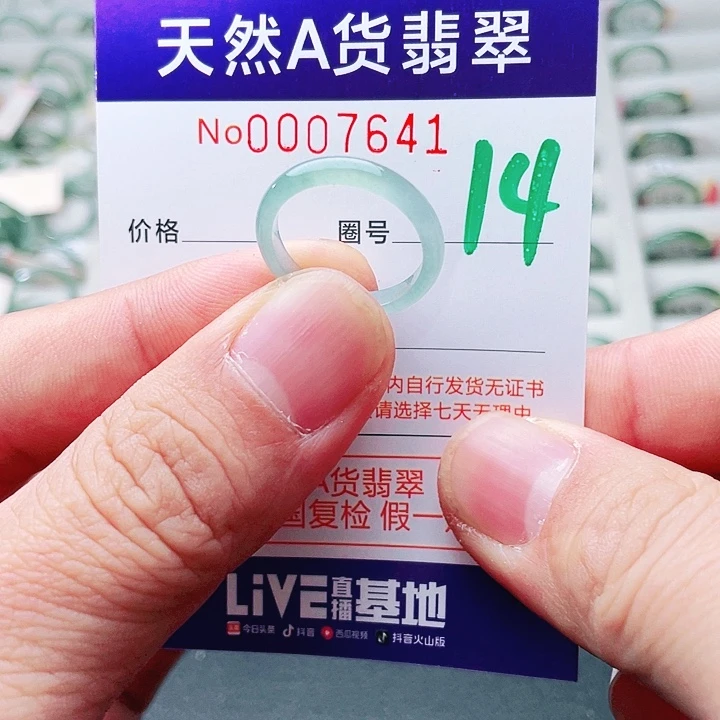 天然A货翡翠
No0007641
价格 圈号 14
内自行发货无证书
请选择七天无理由
A货翡翠
国复检 假一
LiVE直播基地
今日头条 抖音 西瓜视频 抖音火山版